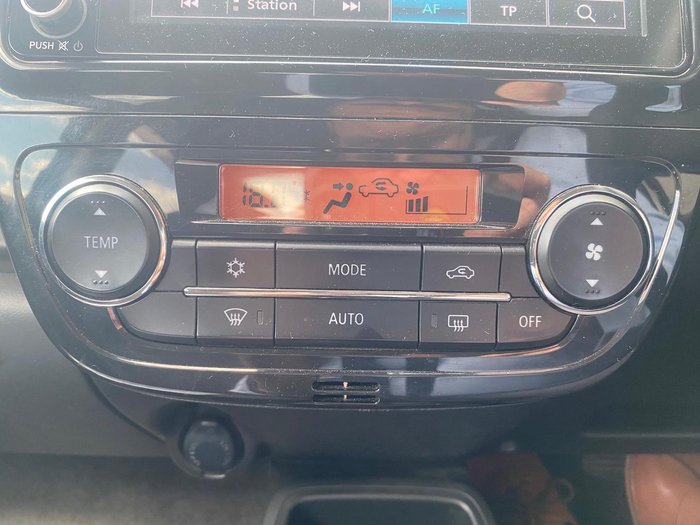 Station
AF
TP
PUSH
TEMP
MODE
AUTO
OFF